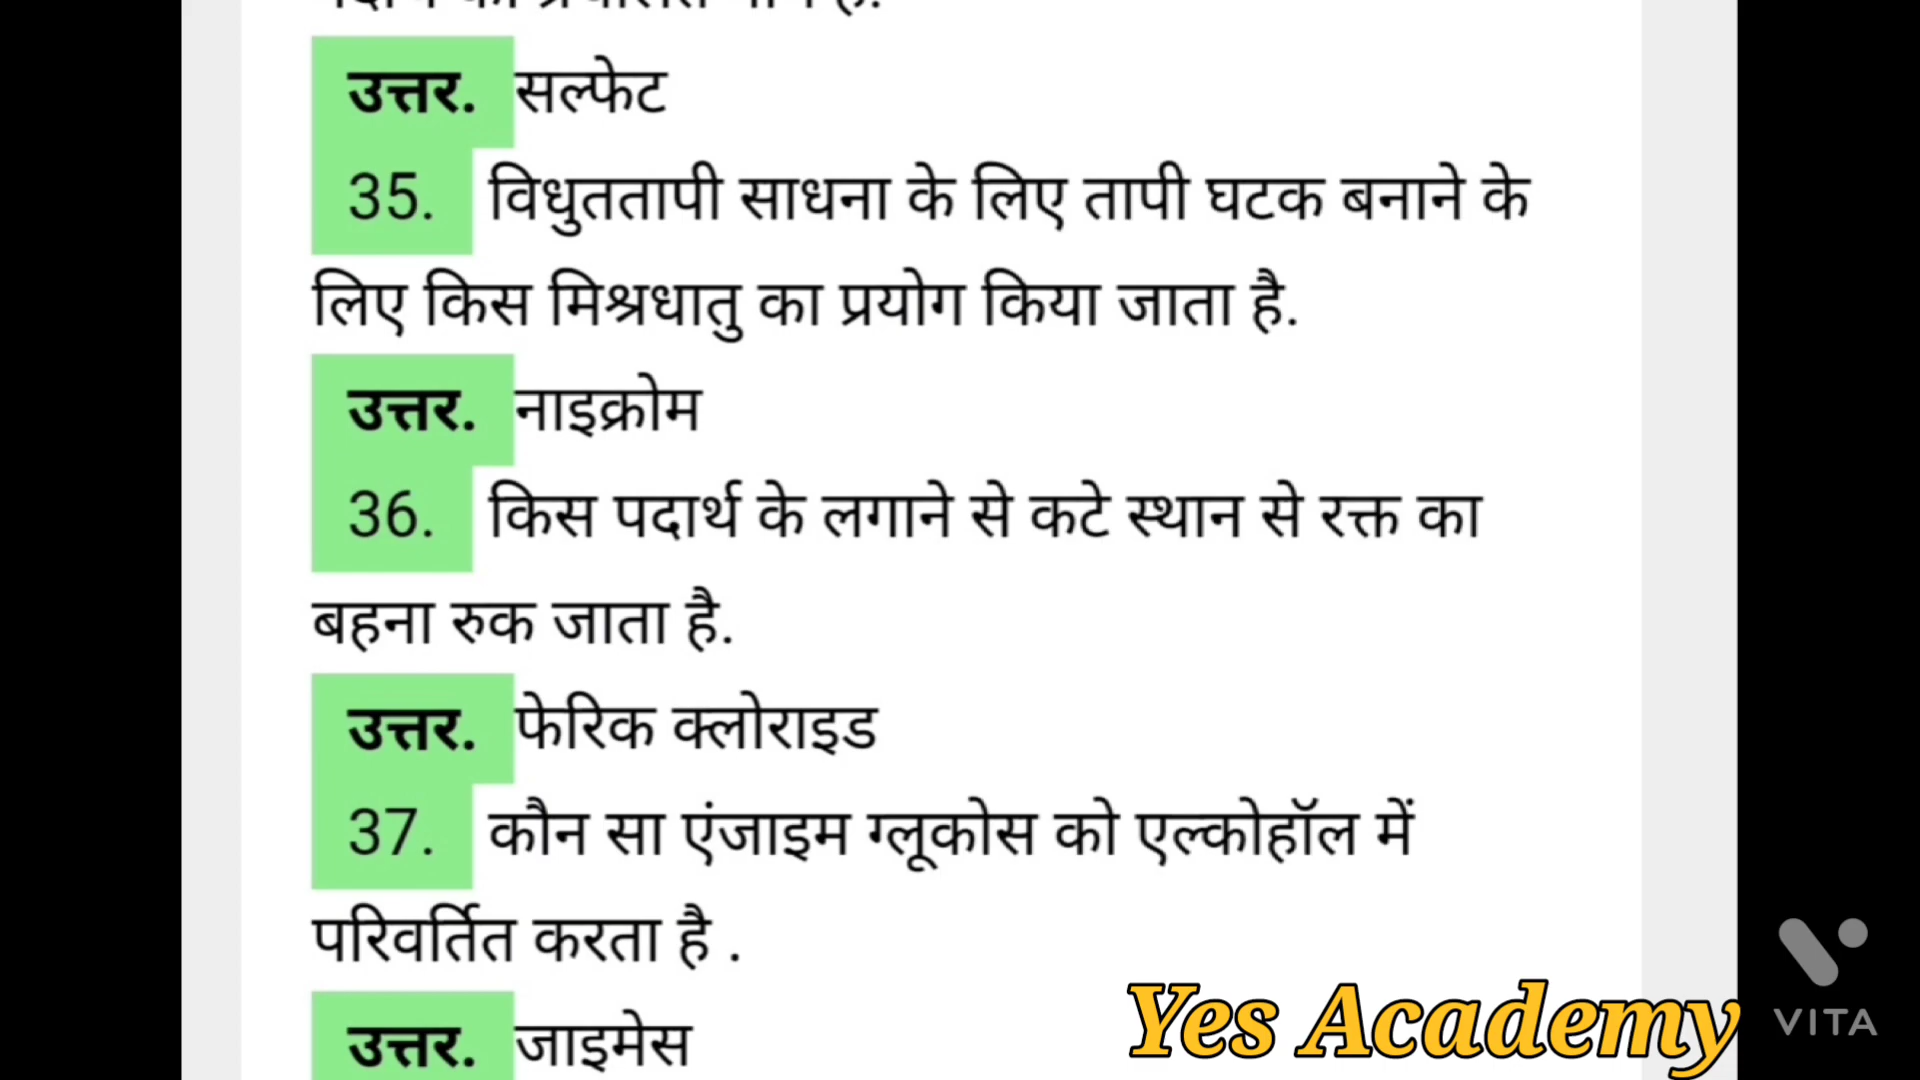 उत्तर. सल्फेट
35. विधुततापी साधना के लिए तापी घटक बनाने के
लिए किस मिश्रधातु का प्रयोग किया जाता है.
उत्तर. नाइक्रोम
36. किस पदार्थ के लगाने से कटे स्थान से रक्त का
बहना रुक जाता है.
उत्तर. फेरिक क्लोराइड
37. कौन सा एंजाइम ग्लूकोस को एल्कोहॉल में
परिवर्तित करता है .
उत्तर. जाइमेस
Yes Academy
VITA